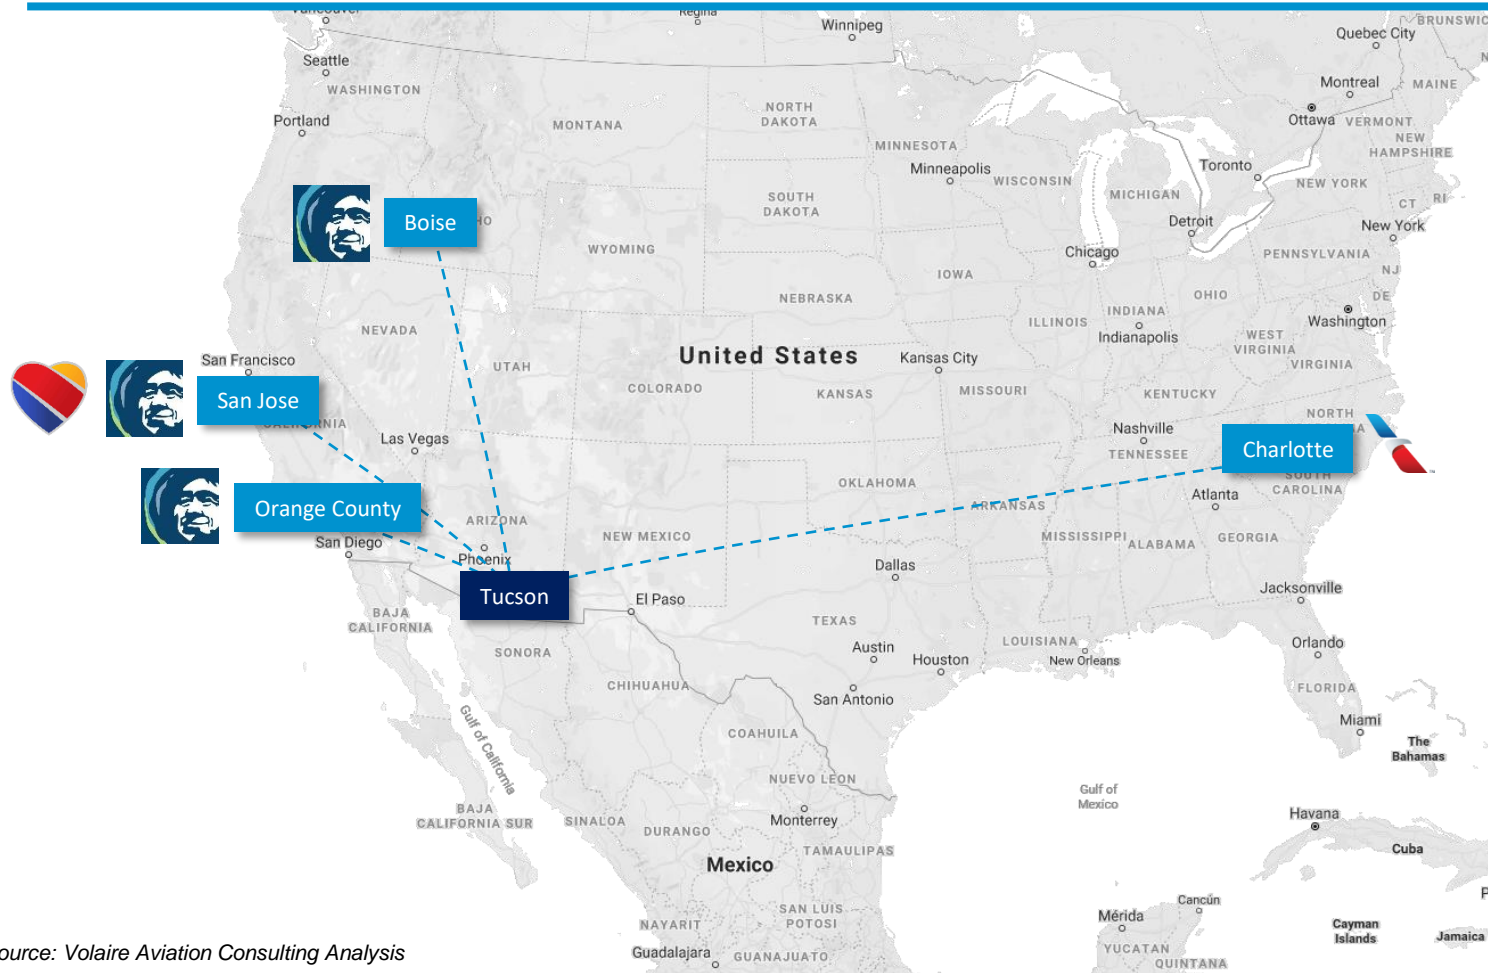 Vancouver
Regina
Winnipeg
Quebec City
BRUNSWIC
Seattle
WASHINGTON
Montreal
MAINE
Portland
MONTANA
NORTH
DAKOTA
Ottawa
VERMONT
NEW
HAMPSHIRE
MINNESOTA
Minneapolis
WISCONSIN
Toronto
MICHIGAN
NEW YORK
SOUTH
DAKOTA
CT
RI
Boise
HO
Detroit
New York
WYOMING
Chicago
PENNSYLVANIA
NJ
IOWA
NEBRASKA
OHIO
DE
INDIANA
ILLINOIS
Indianapolis
Washington
NEVADA
WEST
VIRGINIA
San Francisco
UTAH
United States
Kansas City
VIRGINIA
COLORADO
KANSAS
MISSOURI
KENTUCKY
San Jose
CALIFORNIA
Las Vegas
Nashville
TENNESSEE
NORTH
A
Charlotte
OKLAHOMA
SOUTH
CAROLINA
Orange County
ARIZONA
ARKANSAS
Atlanta
San Diego
Phoenix
NEW MEXICO
MISSISSIPPI
ALABAMA
GEORGIA
Dallas
Tucson
El Paso
Jacksonville
BAJA
CALIFORNIA
TEXAS
SONORA
Austin
Houston
LOUISIANA
New Orleans
Orlando
CHIHUAHUA
San Antonio
FLORIDA
Gulf of California
COAHUILA
Miami
The
Bahamas
NUEVO LEON
Gulf of
Mexico
BAJA
CALIFORNIA SUR
SINALOA
DURANGO
Monterrey
Havana
TAMAULIPAS
Cuba
Mexico
SAN LUIS
POTOSI
NAYARIT
Cancún
Mérida
Cayman
Islands
Jamaica
P
Guadalajara
GUANAJUATO
YUCATAN
QUINTANA
ource: Volaire Aviation Consulting Analysis